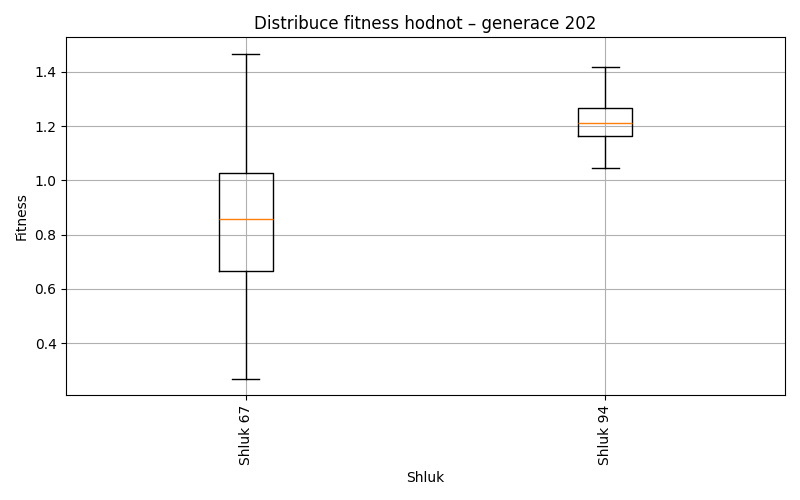 Distribuce fitness hodnot – generace 202
Fitness
1.4
1.2
1.0
0.8
0.6
0.4
Shluk 67
Shluk 94
Shluk